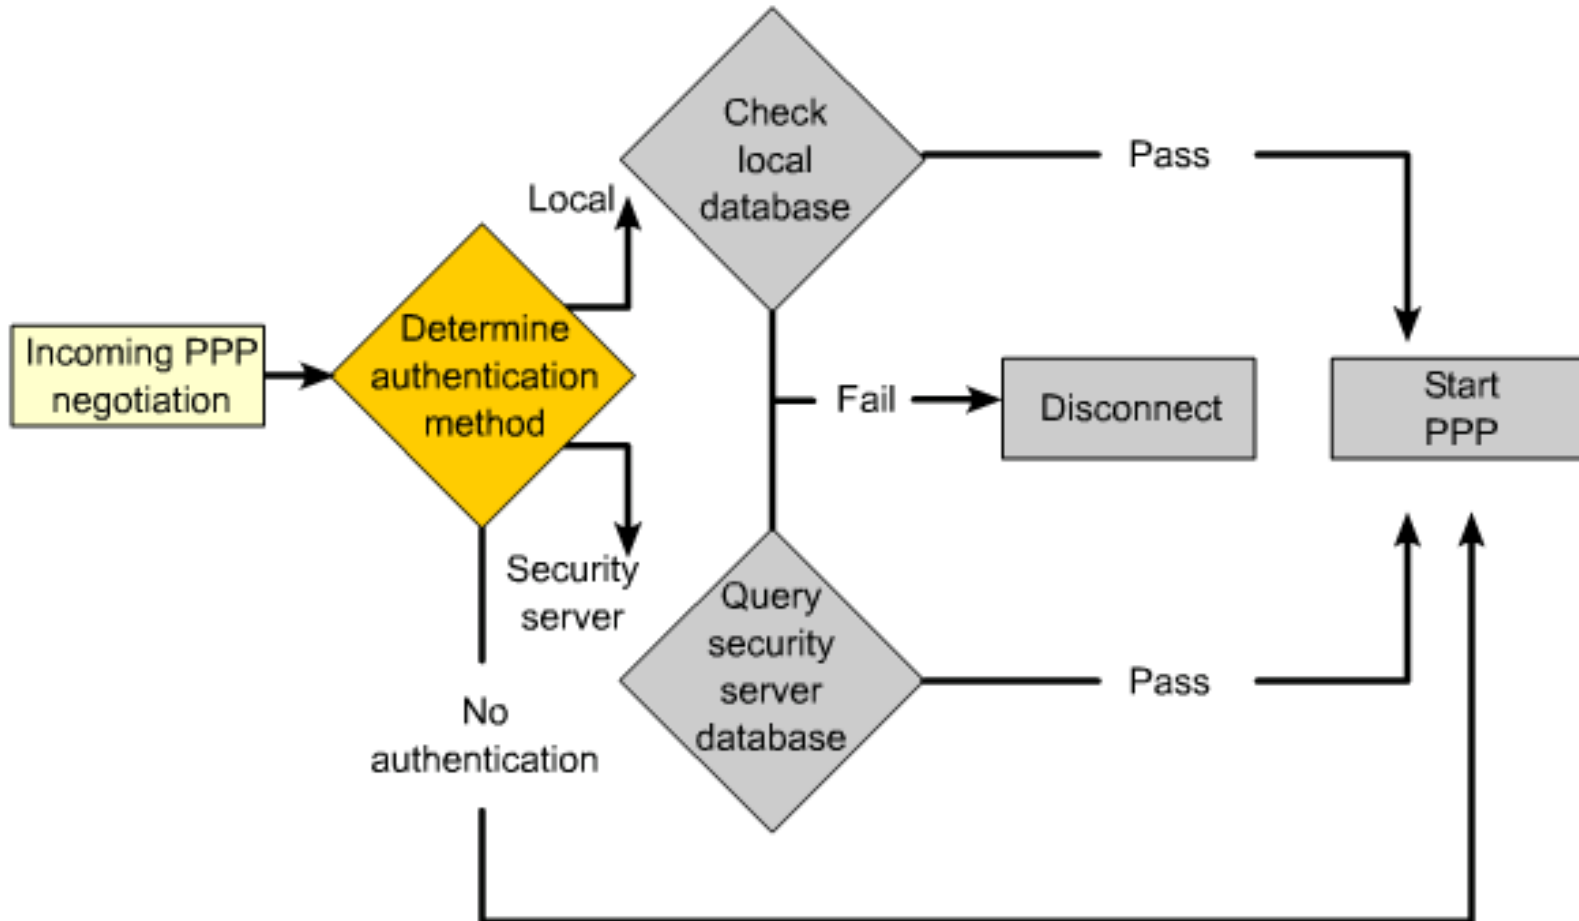 Incoming PPP
negotiation
Determine
authentication
method
Local
Security
server
No
authentication
Check
local
database
Pass
Fail
Disconnect
Start
PPP
Query
security
server
database
Pass